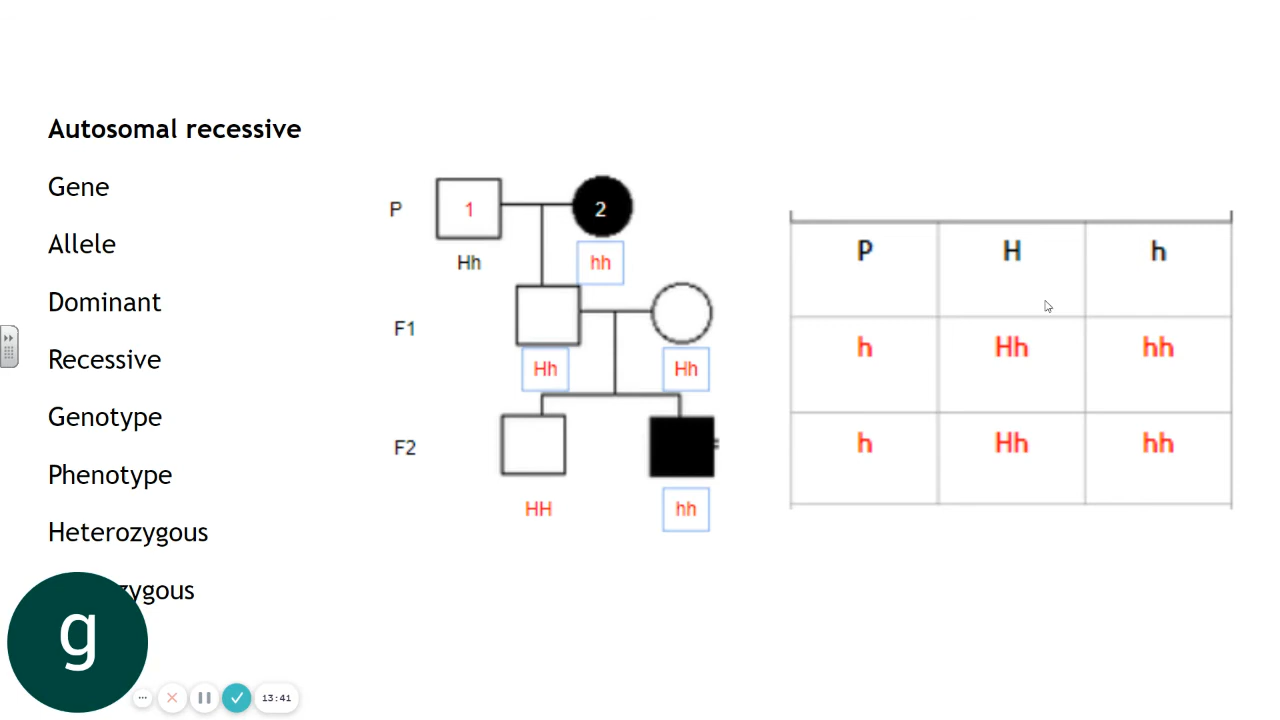 Autosomal recessive
Gene
Allele
Dominant
Recessive
Genotype
Phenotype
Heterozygous
zygous
g
13:41
P
1
2
Hh
hh
F1
Hh
Hh
F2
HH
hh
P H h
h Hh hh
h Hh hh